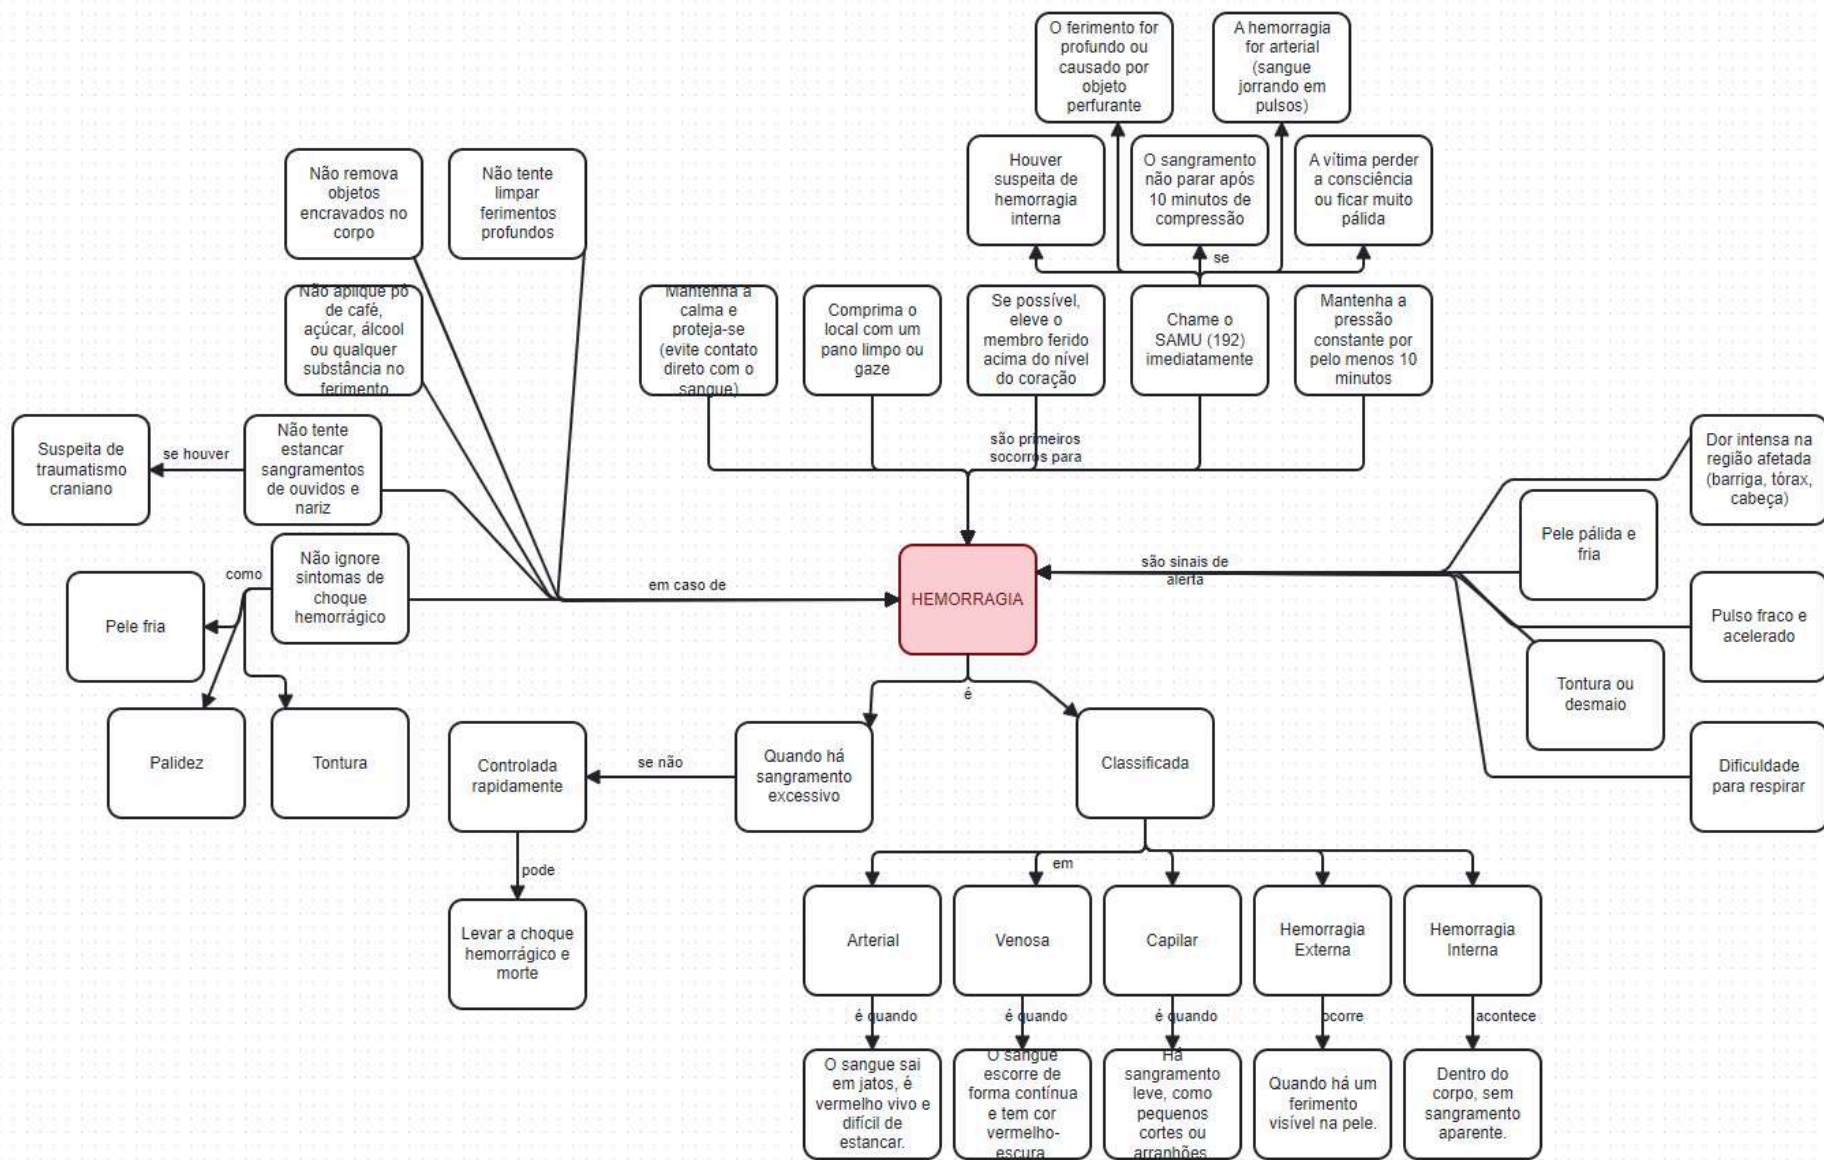 O ferimento for
profundo ou
causado por
objeto
perfurante
A hemorragia
for arterial
(sangue
jorrando em
pulsos)
Não remova
objetos
encravados no
corpo
Não tente
limpar
ferimentos
profundos
Houver
suspeita de
hemorragia
interna
O sangramento
não parar após
10 minutos de
compressão
A vítima perder
a consciência
ou ficar muito
pálida
se
Não aplique pó
de café,
açúcar, álcool
ou qualquer
substância no
ferimento
Mantenha a
calma e
proteja-se
(evite contato
direto com o
sangue)
Comprima o
local com um
pano limpo ou
gaze
Se possível,
eleve o
membro ferido
acima do nível
do coração
Chame o
SAMU (192)
imediatamente
Mantenha a
pressão
constante por
pelo menos 10
minutos
são primeiros
socorros para
Suspeita de
traumatismo
craniano
se houver
Não tente
estancar
sangramentos
de ouvidos e
nariz
Dor intensa na
região afetada
(barriga, tórax,
cabeça)
Pele pálida e
fria
Não ignore
sintomas de
choque
hemorrágico
como
em caso de
HEMORRAGIA
são sinais de
alerta
Pele fria
Pulso fraco e
acelerado
Tontura ou
desmaio
Palidez
Tontura
é
Controlada
rapidamente
se não
Quando há
sangramento
excessivo
Classificada
Dificuldade
para respirar
pode
Levar a choque
hemorrágico e
morte
em
Arterial
Venosa
Capilar
Hemorragia
Externa
Hemorragia
Interna
é quando
é quando
é quando
ocorre
acontece
O sangue sai
em jatos, é
vermelho vivo e
difícil de
estancar.
O sangue
escorre de
forma contínua
e tem cor
vermelho-
escura
Há
sangramento
leve, como
pequenos
cortes ou
arranhões
Quando há um
ferimento
visível na pele.
Dentro do
corpo, sem
sangramento
aparente.